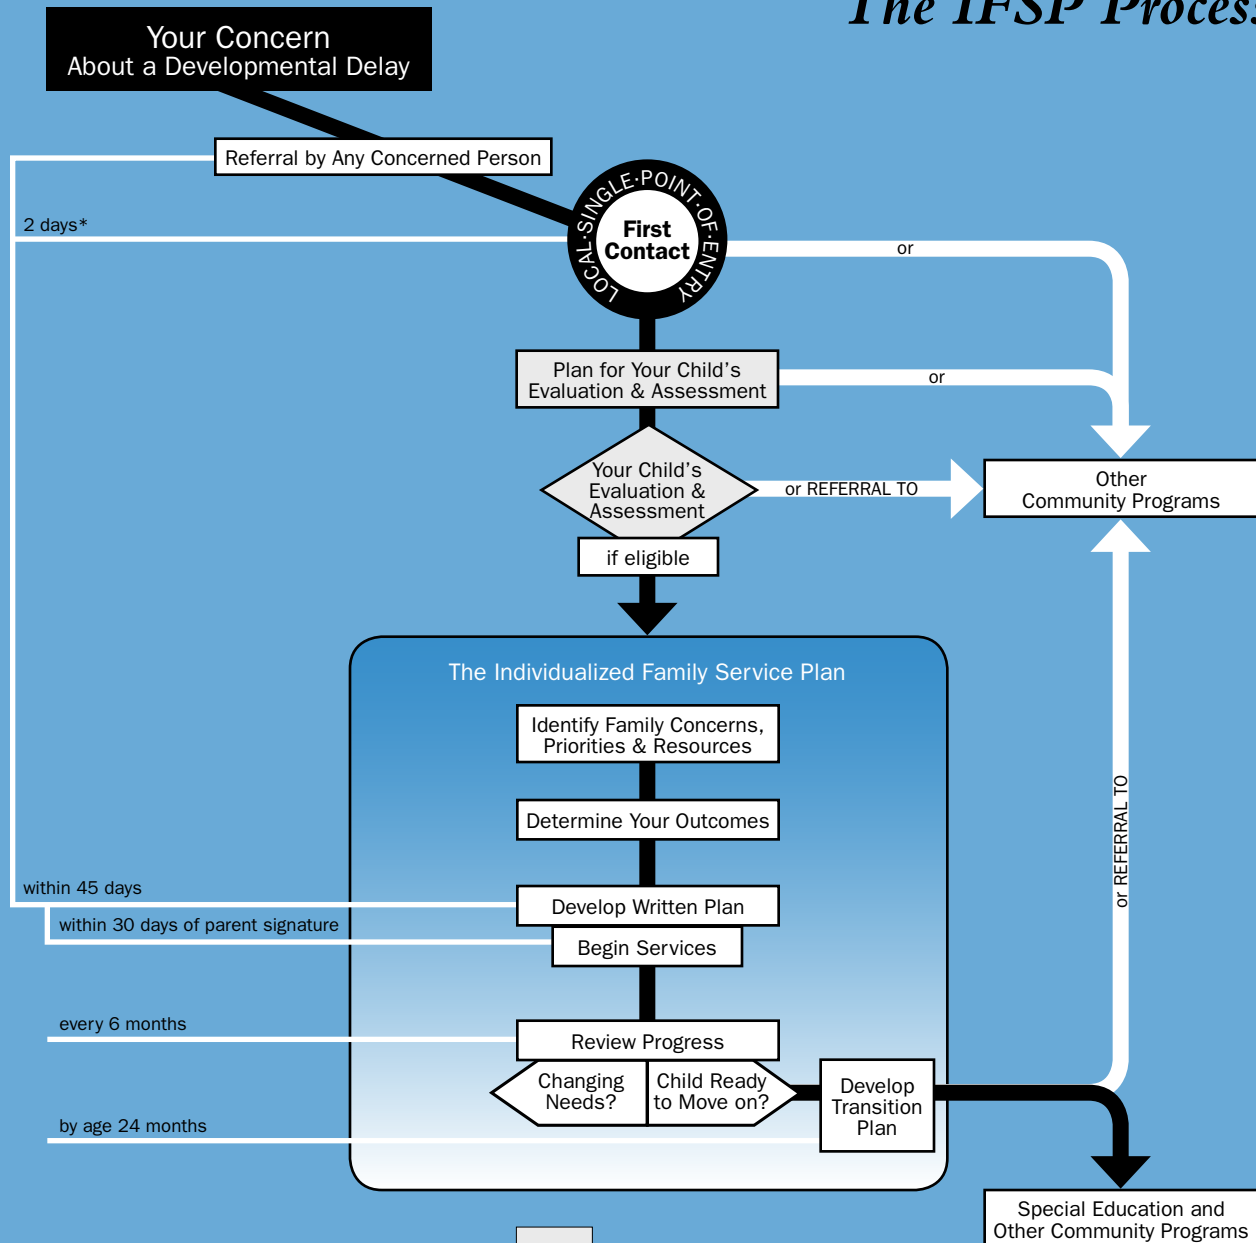 The IFSP Process
Your Concern
About a Developmental Delay
Referral by Any Concerned Person
2 days*
LOCAL·SINGLE·POINT·OF·ENTRY
First
Contact
or
Plan for Your Child's
Evaluation & Assessment
or
Your Child's
Evaluation &
Assessment
or REFERRAL TO
Other
Community Programs
if eligible
The Individualized Family Service Plan
Identify Family Concerns,
Priorities & Resources
Determine Your Outcomes
or REFERRAL TO
within 45 days
Develop Written Plan
within 30 days of parent signature
Begin Services
every 6 months
Review Progress
Changing
Needs?
Child Ready
to Move on?
Develop
Transition
Plan
by age 24 months
Special Education and
Other Community Programs